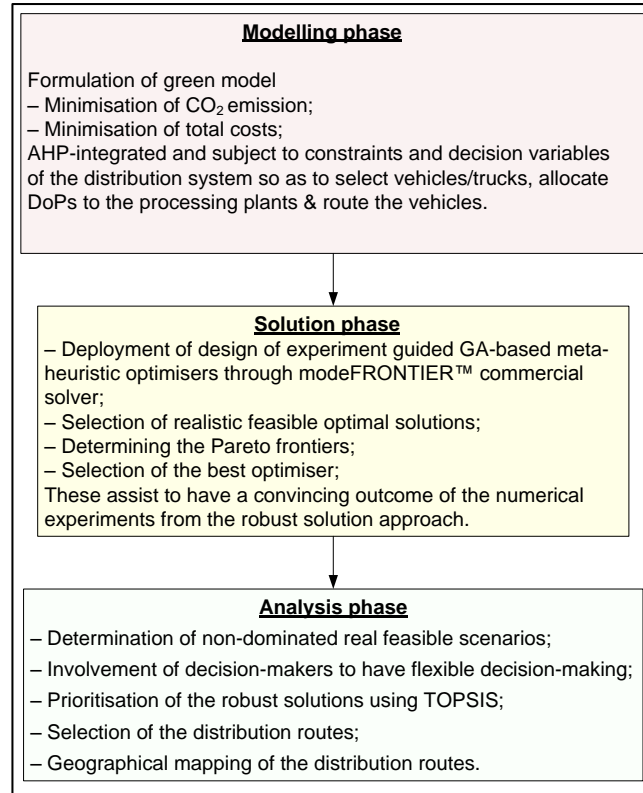 Modelling phase
Formulation of green model
– Minimisation of CO₂ emission;
– Minimisation of total costs;
AHP-integrated and subject to constraints and decision variables
of the distribution system so as to select vehicles/trucks, allocate
DoPs to the processing plants & route the vehicles.
Solution phase
– Deployment of design of experiment guided GA-based meta-
heuristic optimisers through modeFRONTIER™ commercial
solver;
– Selection of realistic feasible optimal solutions;
– Determining the Pareto frontiers;
– Selection of the best optimiser;
These assist to have a convincing outcome of the numerical
experiments from the robust solution approach.
Analysis phase
– Determination of non-dominated real feasible scenarios;
– Involvement of decision-makers to have flexible decision-making;
– Prioritisation of the robust solutions using TOPSIS;
– Selection of the distribution routes;
– Geographical mapping of the distribution routes.